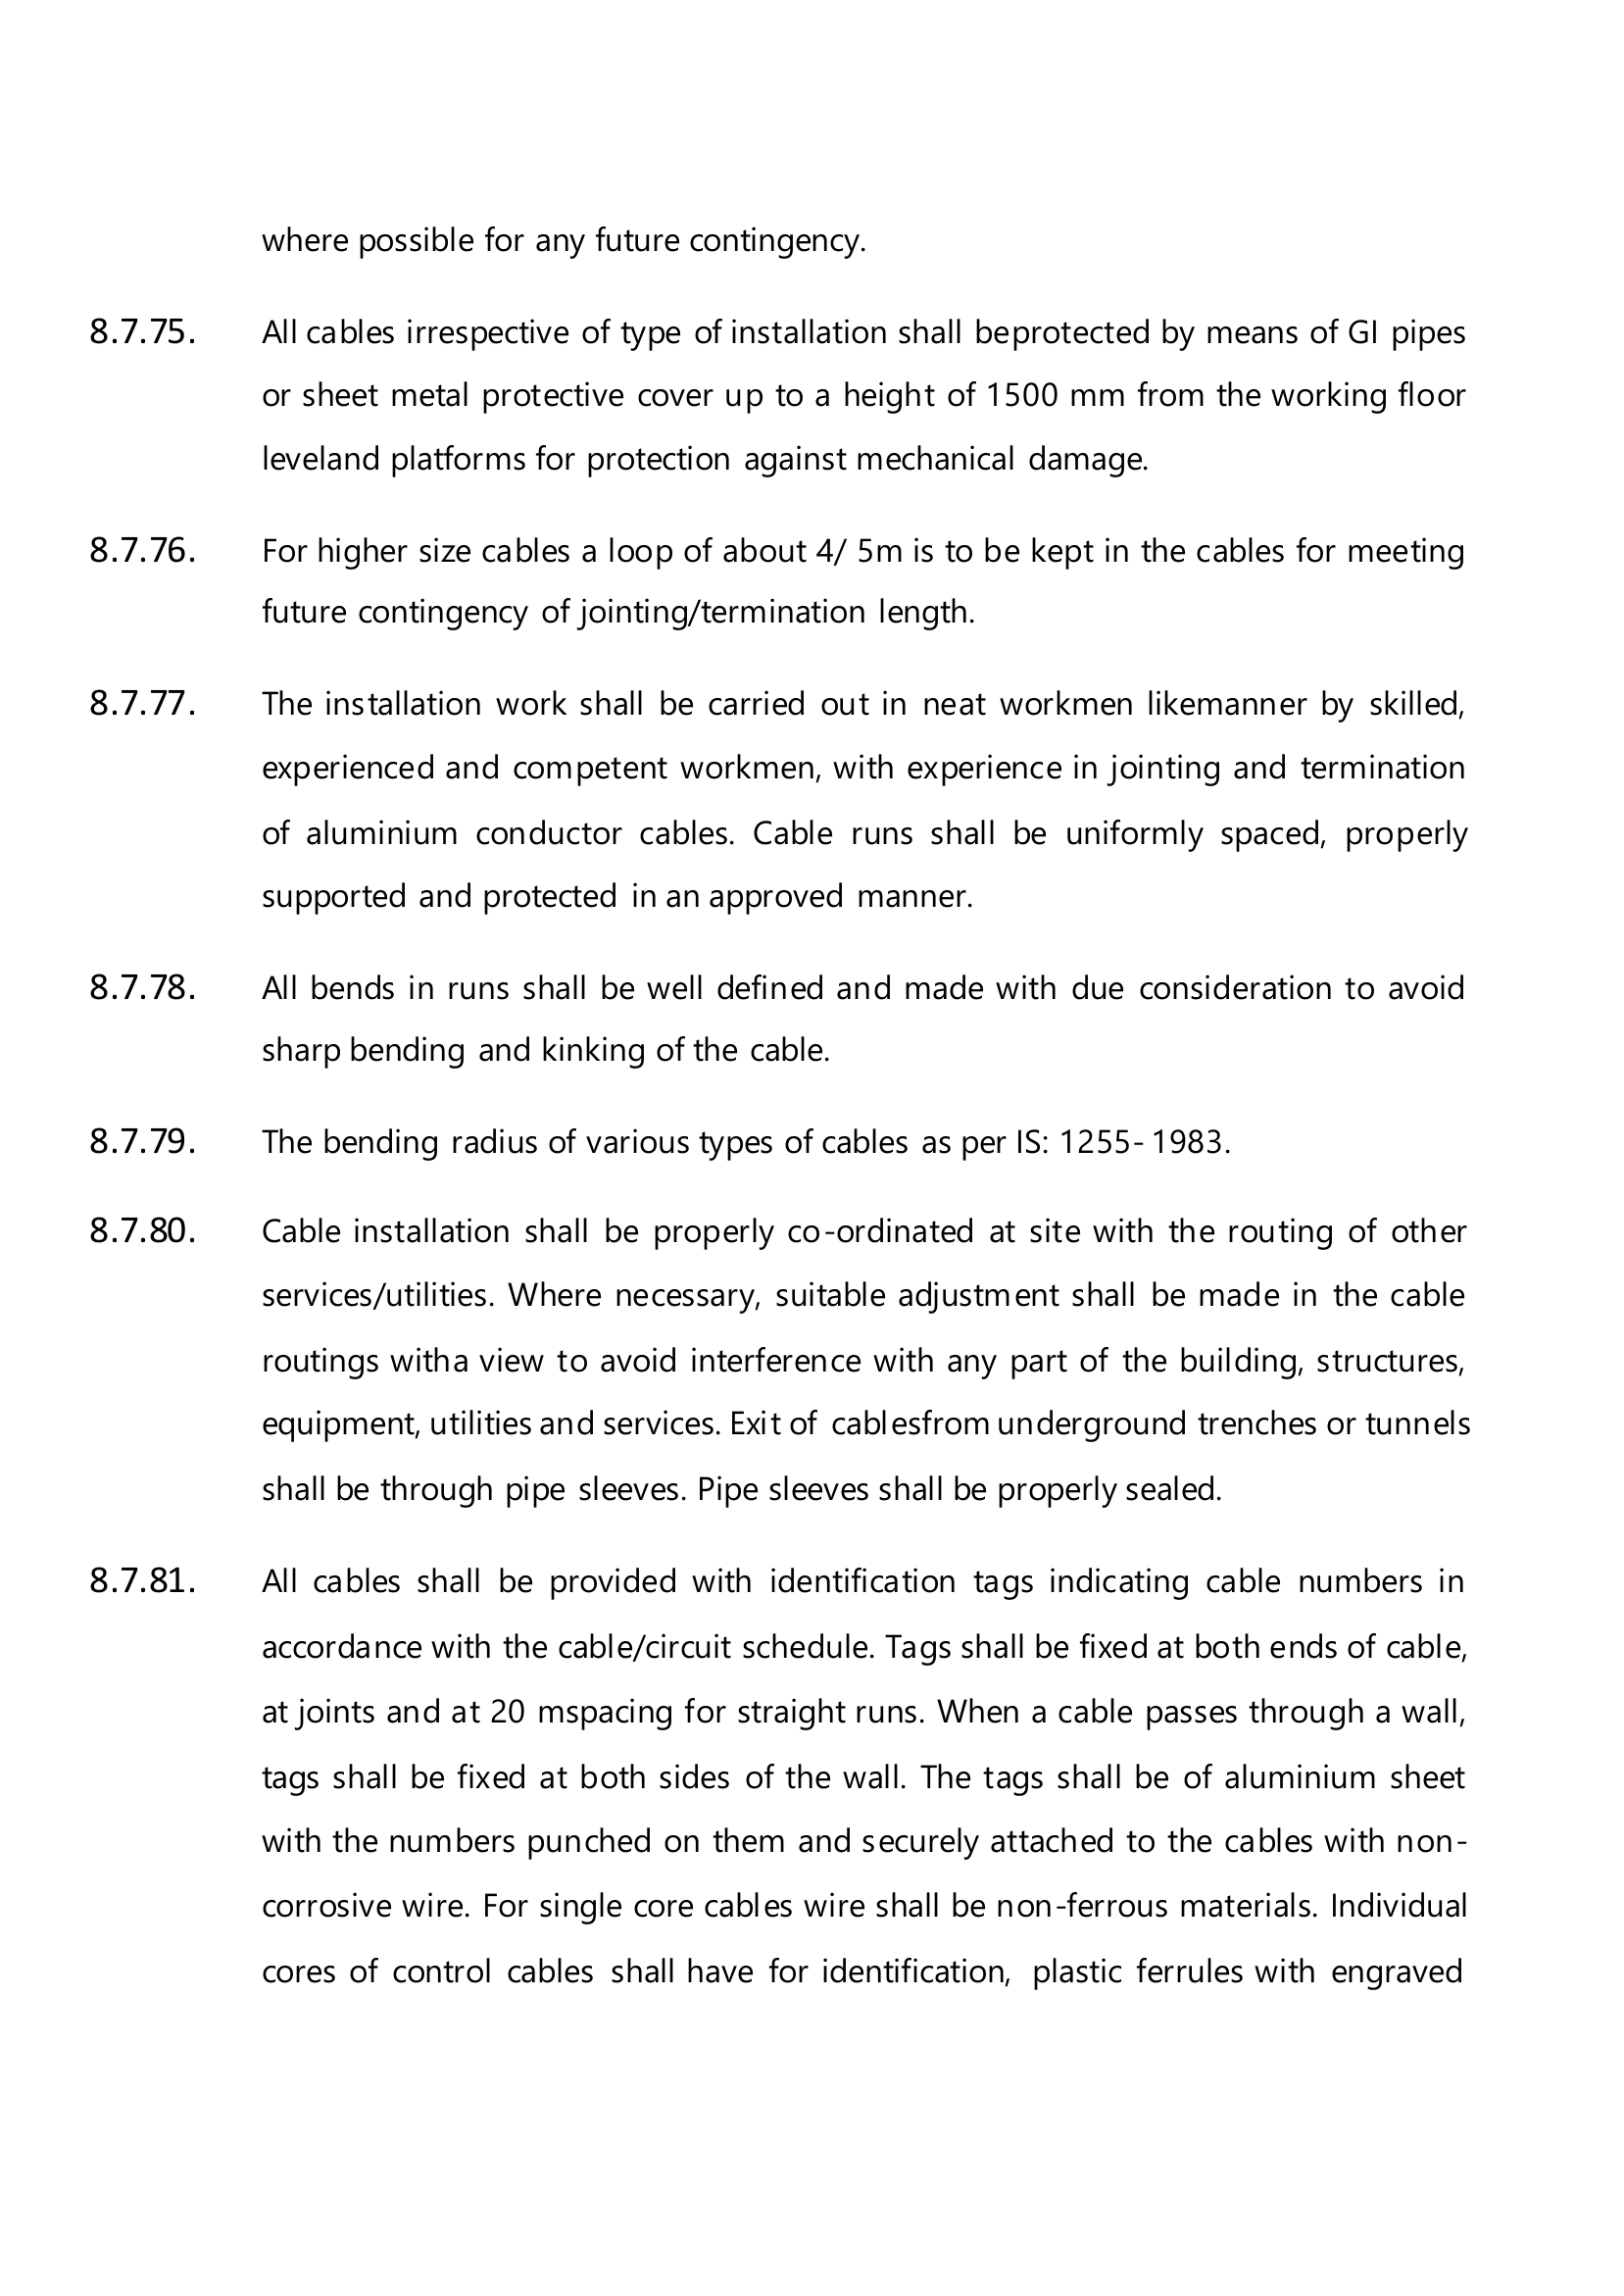 where possible for any future contingency.
8.7.75. All cables irrespective of type of installation shall beprotected by means of GI pipes
or sheet metal protective cover up to a height of 1500 mm from the working floor
leveland platforms for protection against mechanical damage.
8.7.76. For higher size cables a loop of about 4/ 5m is to be kept in the cables for meeting
future contingency of jointing/termination length.
8.7.77. The installation work shall be carried out in neat workmen likemanner by skilled,
experienced and competent workmen, with experience in jointing and termination
of aluminium conductor cables. Cable runs shall be uniformly spaced, properly
supported and protected in an approved manner.
8.7.78. All bends in runs shall be well defined and made with due consideration to avoid
sharp bending and kinking of the cable.
8.7.79. The bending radius of various types of cables as per IS: 1255- 1983.
8.7.80. Cable installation shall be properly co-ordinated at site with the routing of other
services/utilities. Where necessary, suitable adjustment shall be made in the cable
routings witha view to avoid interference with any part of the building, structures,
equipment, utilities and services. Exit of cablesfrom underground trenches or tunnels
shall be through pipe sleeves. Pipe sleeves shall be properly sealed.
8.7.81. All cables shall be provided with identification tags indicating cable numbers in
accordance with the cable/circuit schedule. Tags shall be fixed at both ends of cable,
at joints and at 20 mspacing for straight runs. When a cable passes through a wall,
tags shall be fixed at both sides of the wall. The tags shall be of aluminium sheet
with the numbers punched on them and securely attached to the cables with non-
corrosive wire. For single core cables wire shall be non-ferrous materials. Individual
cores of control cables shall have for identification, plastic ferrules with engraved